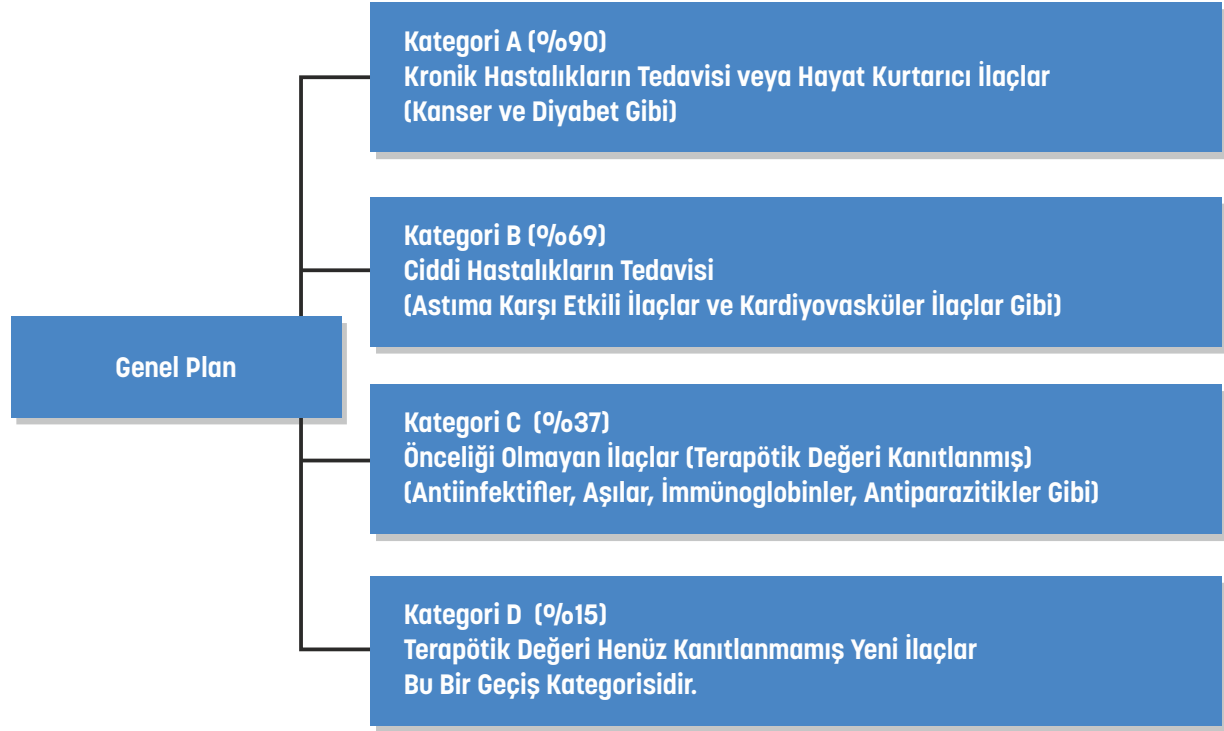 Kategori A (%90)
Kronik Hastalıkların Tedavisi veya Hayat Kurtarıcı İlaçlar
(Kanser ve Diyabet Gibi)
Kategori B (%69)
Ciddi Hastalıkların Tedavisi
(Astıma Karşı Etkili İlaçlar ve Kardiyovasküler İlaçlar Gibi)
Genel Plan
Kategori C (%37)
Önceliği Olmayan İlaçlar (Terapötik Değeri Kanıtlanmış)
(Antiinfektifler, Aşılar, İmmünoglobinler, Antiparazitikler Gibi)
Kategori D (%15)
Terapötik Değeri Henüz Kanıtlanmamış Yeni İlaçlar
Bu Bir Geçiş Kategorisidir.